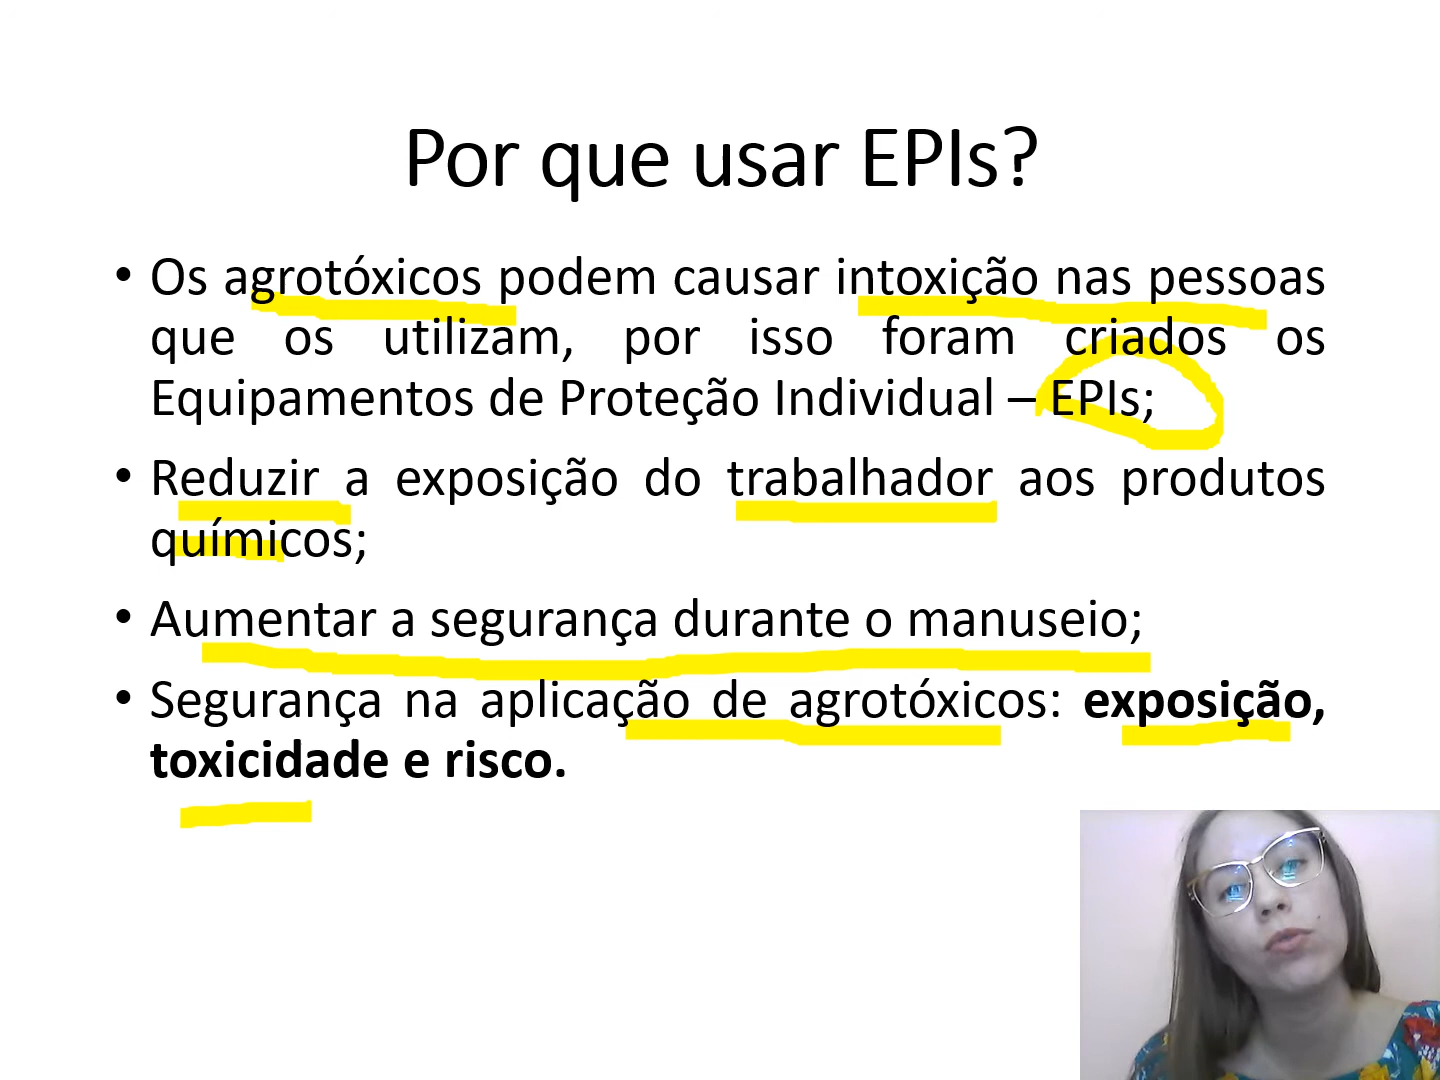 Por que usar EPIs?
• Os agrotóxicos podem causar intoxição nas pessoas
que os utilizam, por isso foram criados os
Equipamentos de Proteção Individual – EPIs;
• Reduzir a exposição do trabalhador aos produtos
químicos;
• Aumentar a segurança durante o manuseio;
• Segurança na aplicação de agrotóxicos: exposição,
toxicidade e risco.